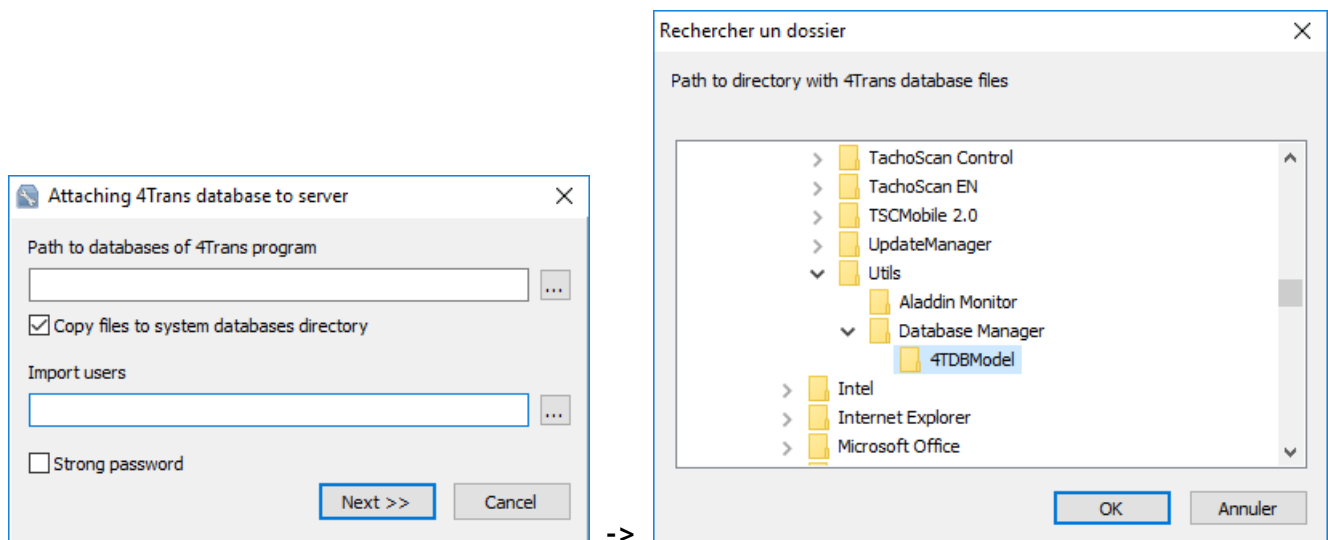 Attaching 4Trans database to server
Path to databases of 4Trans program
...
Copy files to system databases directory
Import users
...
Strong password
Next >>
Cancel
->
Rechercher un dossier
Path to directory with 4Trans database files
TachoScan Control
TachoScan EN
TSCMobile 2.0
UpdateManager
Utils
Aladdin Monitor
Database Manager
4TDBModel
Intel
Internet Explorer
Microsoft Office
OK
Annuler